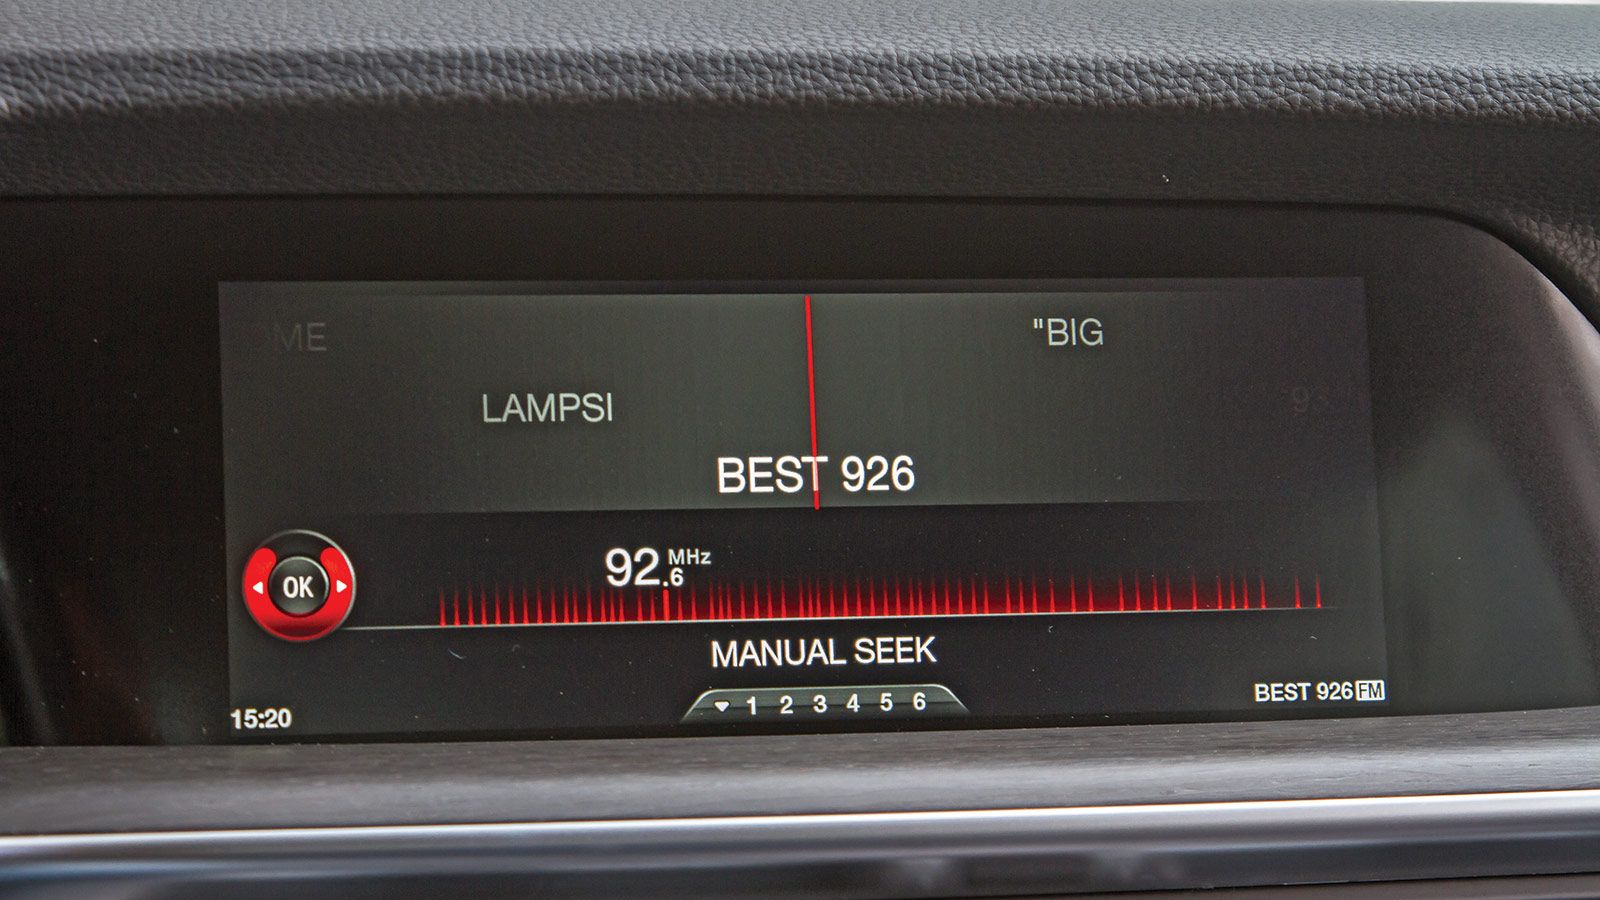 ME
"BIG
LAMPSI
BEST 926
92.6 MHz
OK
MANUAL SEEK
1 2 3 4 5 6
15:20
BEST 926 FM